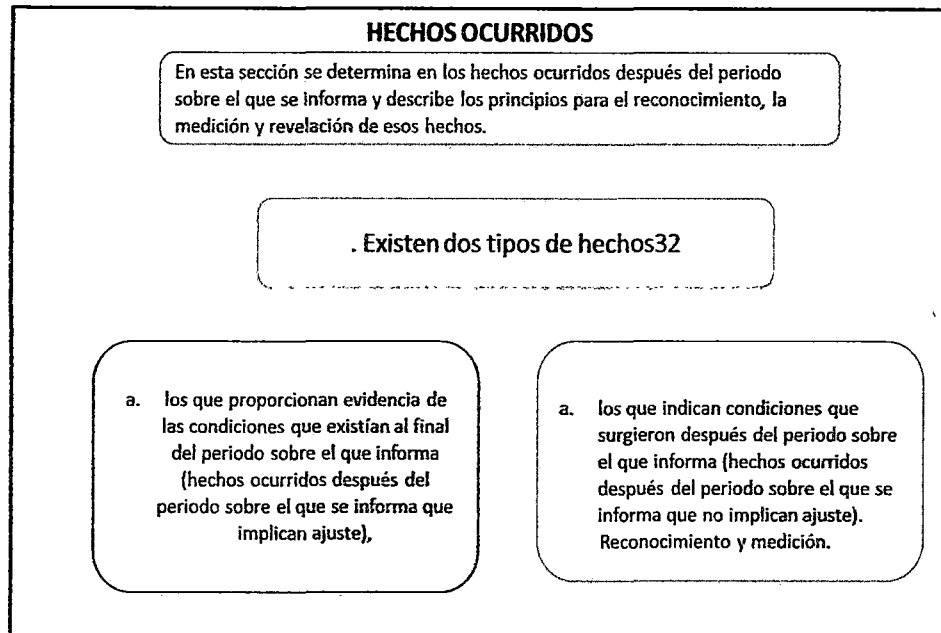 HECHOS OCURRIDOS
En esta sección se determina en los hechos ocurridos después del periodo
sobre el que se informa y describe los principios para el reconocimiento, la
medición y revelación de esos hechos.
. Existen dos tipos de hechos32
a. los que proporcionan evidencia de
las condiciones que existían al final
del periodo sobre el que informa
(hechos ocurridos después del
periodo sobre el que se informa que
implican ajuste),
a. los que indican condiciones que
surgieron después del periodo sobre
el que informa (hechos ocurridos
después del periodo sobre el que se
informa que no implican ajuste).
Reconocimiento y medición.